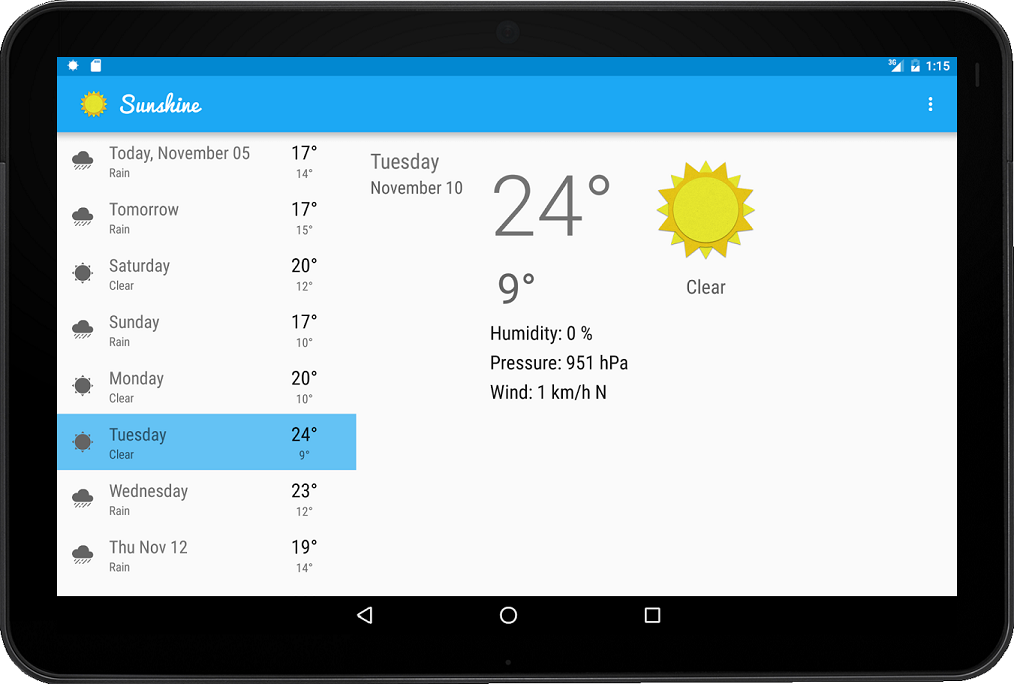 3G 1:15
Sunshine
Today, November 05 17°
Rain 14°
Tomorrow 17°
Rain 15°
Saturday 20°
Clear 12°
Sunday 17°
Rain 10°
Monday 20°
Clear 10°
Tuesday 24°
Clear 9°
Wednesday 23°
Rain 12°
Thu Nov 12 19°
Rain 14°
Tuesday
November 10
24°
9°
Clear
Humidity: 0 %
Pressure: 951 hPa
Wind: 1 km/h N